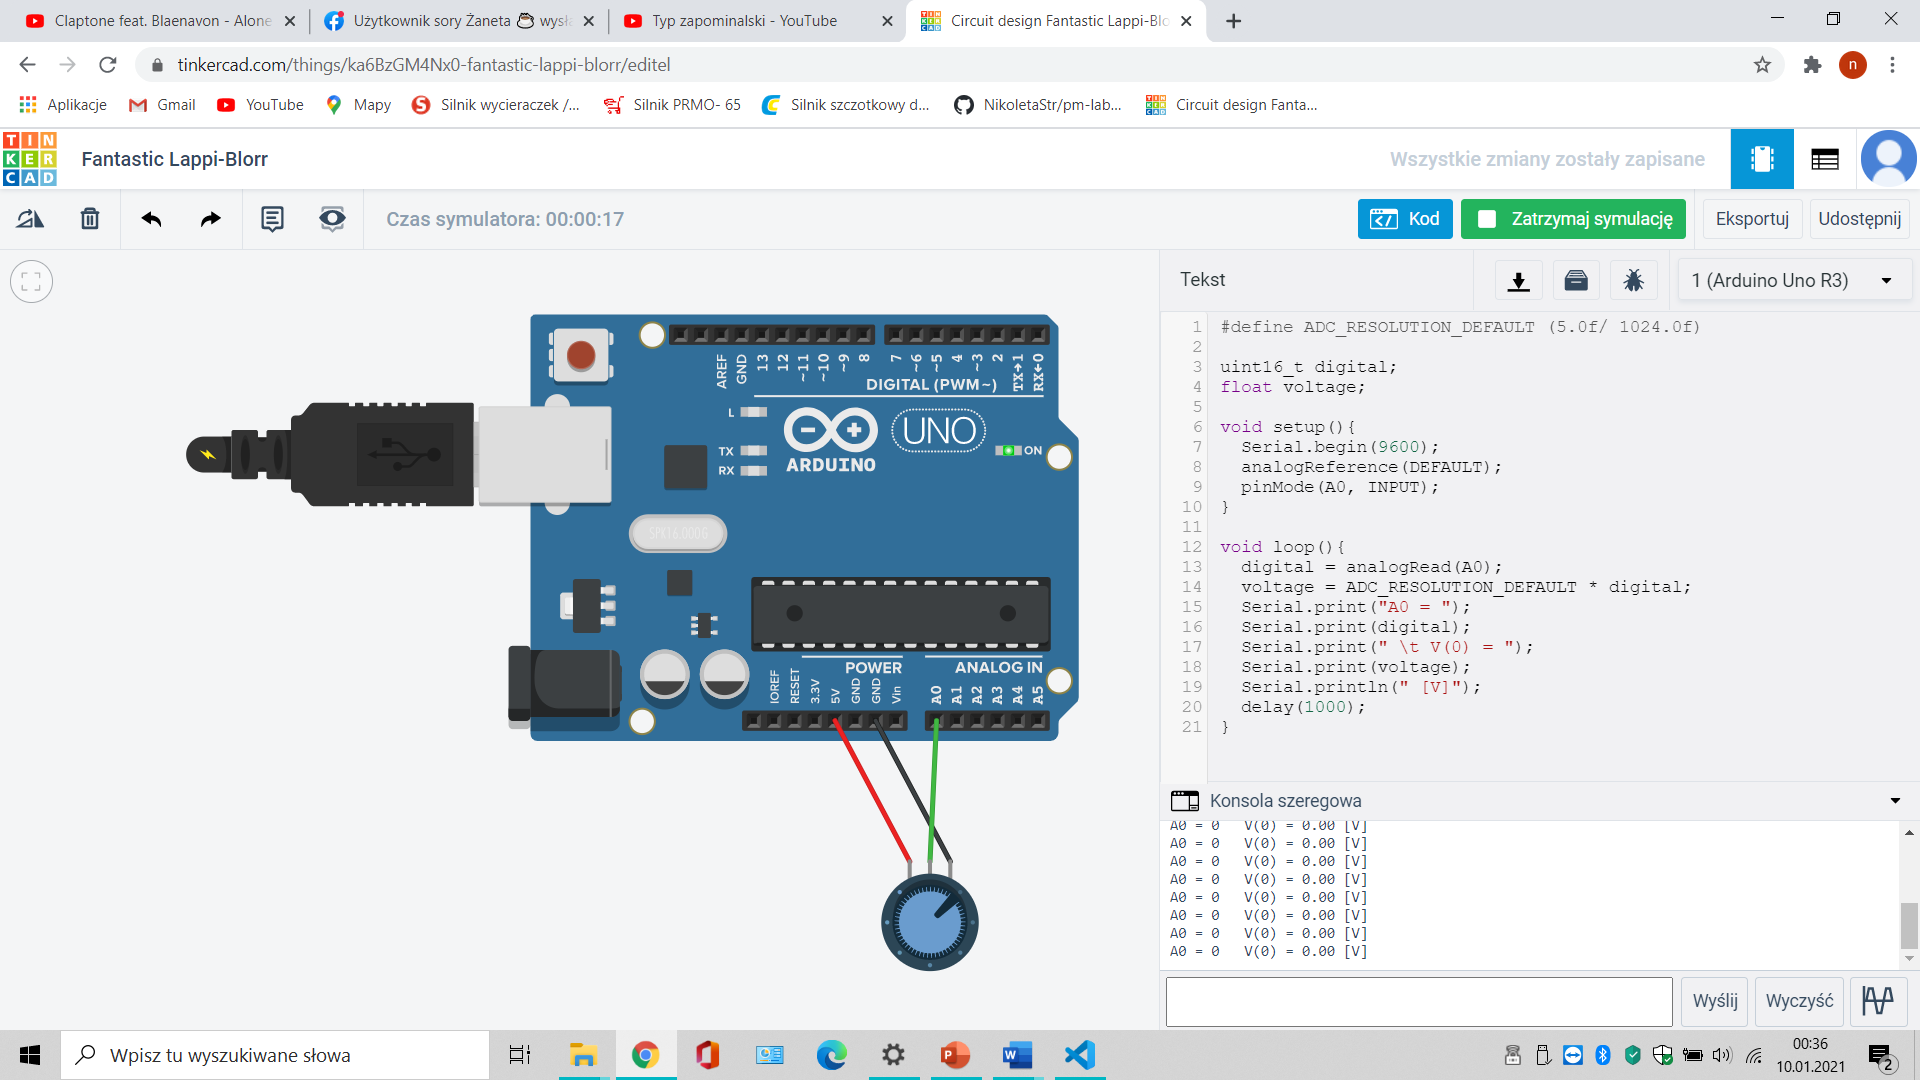 Claptone feat. Blaenavon - Alone
Użytkownik sory Żaneta ☕ wysł
Typ zapominalski - YouTube
Circuit design Fantastic Lappi-Blo
tinkercad.com/things/ka6BzGM4Nx0-fantastic-lappi-blorr/editel
n
Aplikacje
Gmail
YouTube
Mapy
Silnik wycieraczek /...
Silnik PRMO- 65
Silnik szczotkowy d...
NikoletaStr/pm-lab...
Circuit design Fanta...
TINKERCAD
Fantastic Lappi-Blorr
Wszystkie zmiany zostały zapisane
Czas symulatora: 00:00:17
Kod
Zatrzymaj symulację
Eksportuj
Udostępnij
Tekst
1 (Arduino Uno R3)
AREF
GND
13
12
~11
~10
~9
8
7
~6
~5
4
~3
2
TX→1
RX←0
DIGITAL (PWM~)
L
TX
RX
ARDUINO
UNO
ON
SPK16.000G
POWER
ANALOG IN
IOREF
RESET
3.3V
5V
GND
GND
Vin
A0
A1
A2
A3
A4
A5
1 #define ADC_RESOLUTION_DEFAULT (5.0f/ 1024.0f)
2
3 uint16_t digital;
4 float voltage;
5
6 void setup(){
7 Serial.begin(9600);
8 analogReference(DEFAULT);
9 pinMode(A0, INPUT);
10 }
11
12 void loop(){
13 digital = analogRead(A0);
14 voltage = ADC_RESOLUTION_DEFAULT * digital;
15 Serial.print("A0 = ");
16 Serial.print(digital);
17 Serial.print(" \t V(0) = ");
18 Serial.print(voltage);
19 Serial.println(" [V]");
20 delay(1000);
21 }
Konsola szeregowa
A0 = 0 V(0) = 0.00 [V]
A0 = 0 V(0) = 0.00 [V]
A0 = 0 V(0) = 0.00 [V]
A0 = 0 V(0) = 0.00 [V]
A0 = 0 V(0) = 0.00 [V]
A0 = 0 V(0) = 0.00 [V]
A0 = 0 V(0) = 0.00 [V]
A0 = 0 V(0) = 0.00 [V]
Wyślij
Wyczyść
Wpisz tu wyszukiwane słowa
00:36
10.01.2021
2